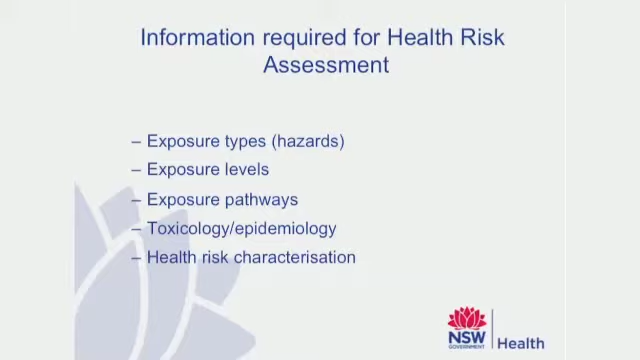 Information required for Health Risk
Assessment
– Exposure types (hazards)
– Exposure levels
– Exposure pathways
– Toxicology/epidemiology
– Health risk characterisation
NSW
GOVERNMENT
Health